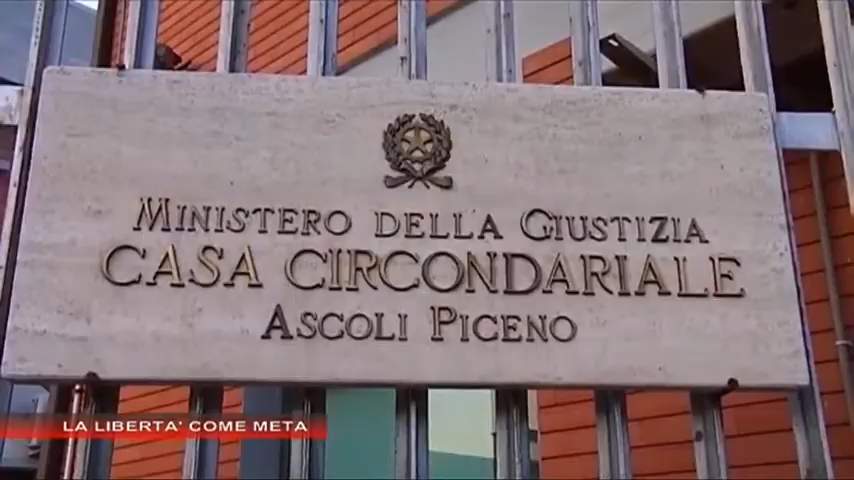 Ministero della Giustizia
Casa Circondariale
Ascoli Piceno
LA LIBERTA' COME META